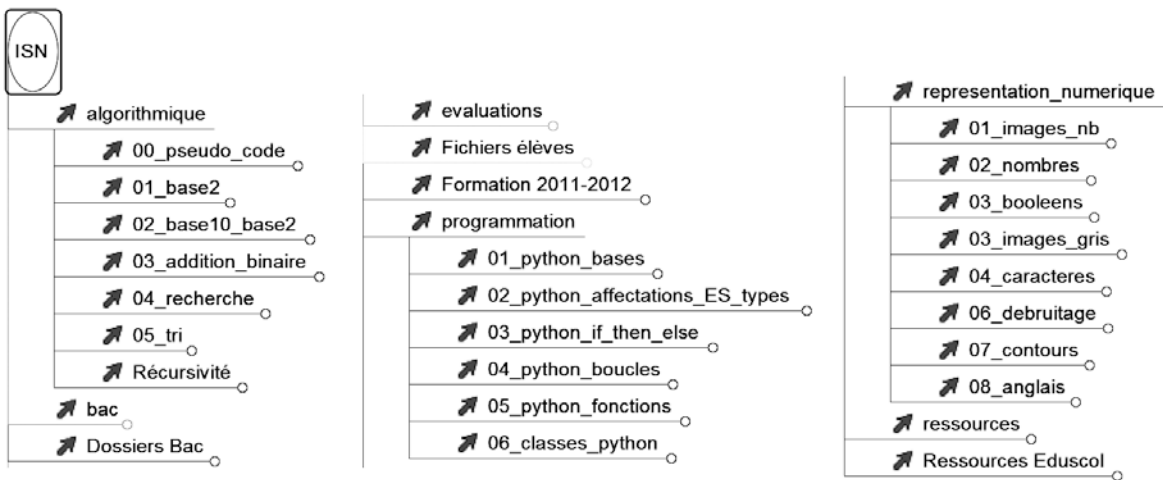 ISN
algorithmique
00_pseudo_code
01_base2
02_base10_base2
03_addition_binaire
04_recherche
05_tri
Récursivité
bac
Dossiers Bac
evaluations
Fichiers élèves
Formation 2011-2012
programmation
01_python_bases
02_python_affectations_ES_types
03_python_if_then_else
04_python_boucles
05_python_fonctions
06_classes_python
representation_numerique
01_images_nb
02_nombres
03_booleens
03_images_gris
04_caracteres
06_debruitage
07_contours
08_anglais
ressources
Ressources Eduscol